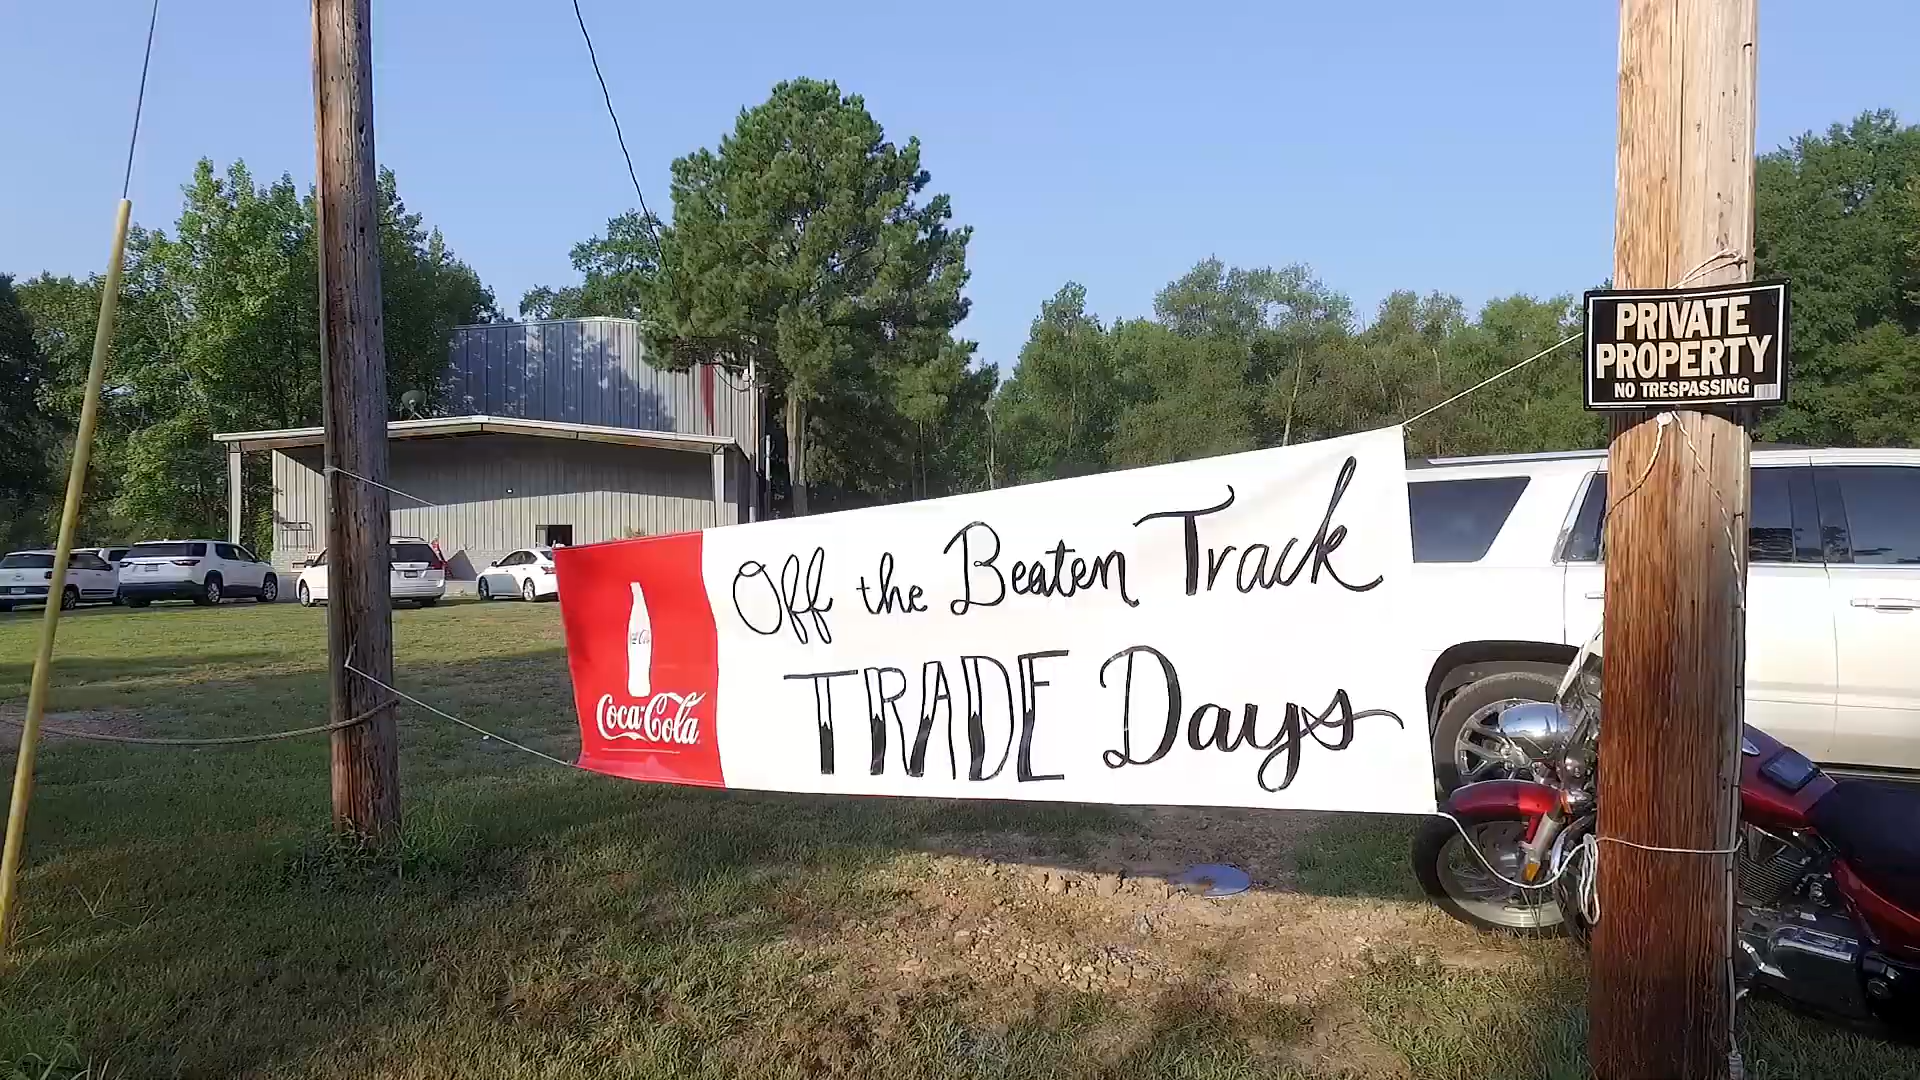 PRIVATE
PROPERTY
NO TRESPASSING
Off the Beaten Track
TRADE Days
Coca-Cola